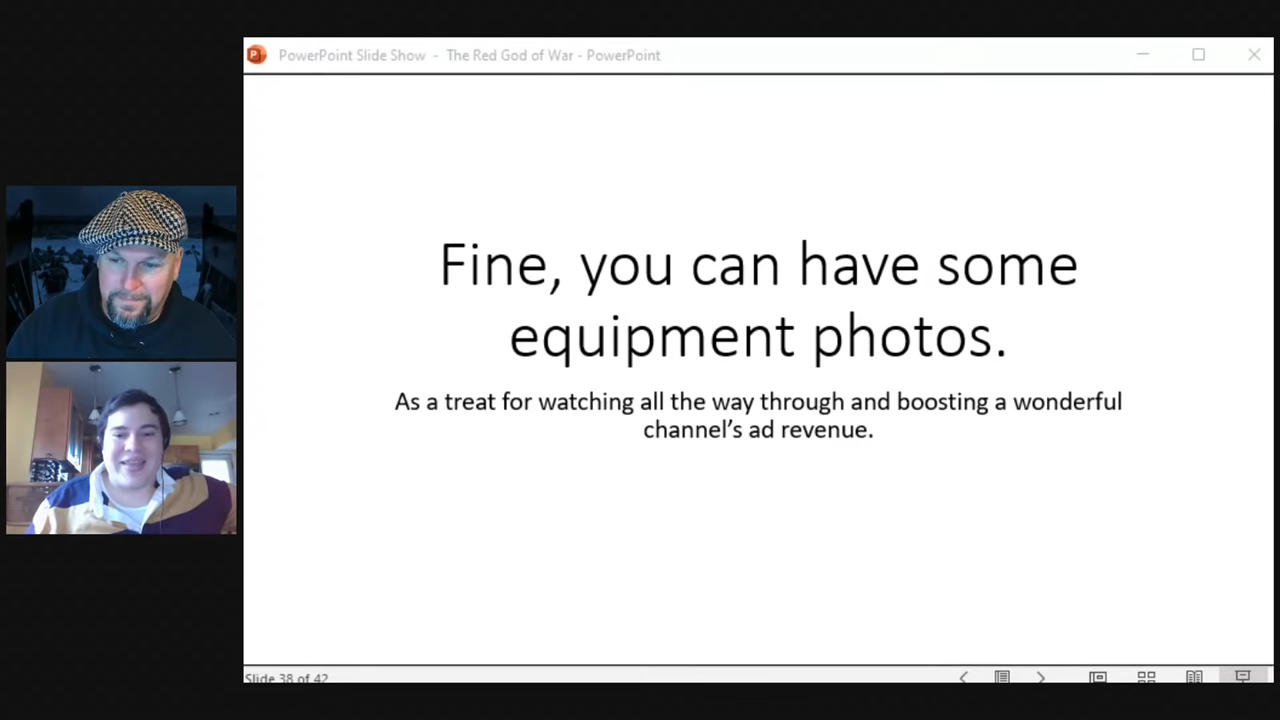 PowerPoint Slide Show - The Red God of War - PowerPoint
Fine, you can have some
equipment photos.
As a treat for watching all the way through and boosting a wonderful
channel's ad revenue.
Slide 38 of 42